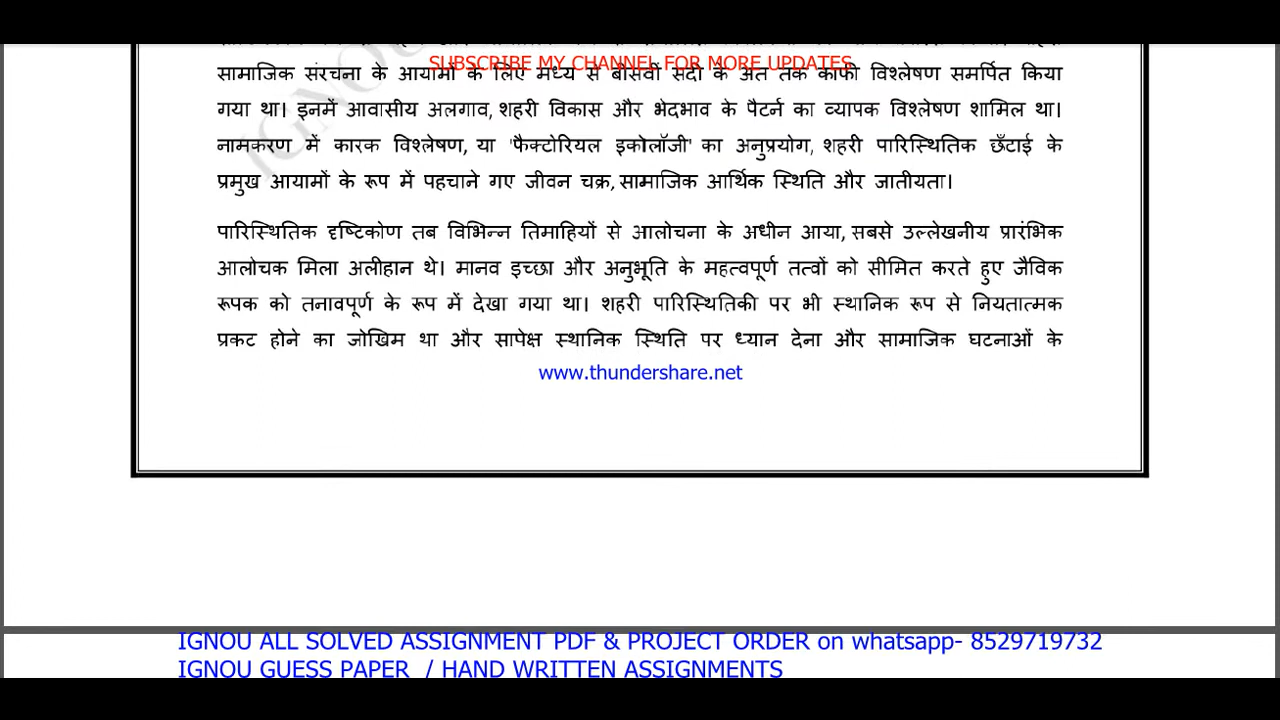 SUBSCRIBE MY CHANNEL FOR MORE UPDATES
सामाजिक संरचना के आयामों के लिए मध्य से बीसवीं सदी के अंत तक काफी विश्लेषण समर्पित किया
गया था। इनमें आवासीय अलगाव, शहरी विकास और भेदभाव के पैटर्न का व्यापक विश्लेषण शामिल था।
नामकरण में कारक विश्लेषण, या 'फैक्टोरियल इकोलॉजी' का अनुप्रयोग, शहरी पारिस्थितिक छँटाई के
प्रमुख आयामों के रूप में पहचाने गए जीवन चक्र, सामाजिक आर्थिक स्थिति और जातीयता।
पारिस्थितिक दृष्टिकोण तब विभिन्न तिमाहियों से आलोचना के अधीन आया, सबसे उल्लेखनीय प्रारंभिक
आलोचक मिला अलीहान थे। मानव इच्छा और अनुभूति के महत्वपूर्ण तत्वों को सीमित करते हुए जैविक
रूपक को तनावपूर्ण के रूप में देखा गया था। शहरी पारिस्थितिकी पर भी स्थानिक रूप से नियतात्मक
प्रकट होने का जोखिम था और सापेक्ष स्थानिक स्थिति पर ध्यान देना और सामाजिक घटनाओं के
www.thundershare.net
IGNOU ALL SOLVED ASSIGNMENT PDF & PROJECT ORDER on whatsapp- 8529719732
IGNOU GUESS PAPER / HAND WRITTEN ASSIGNMENTS